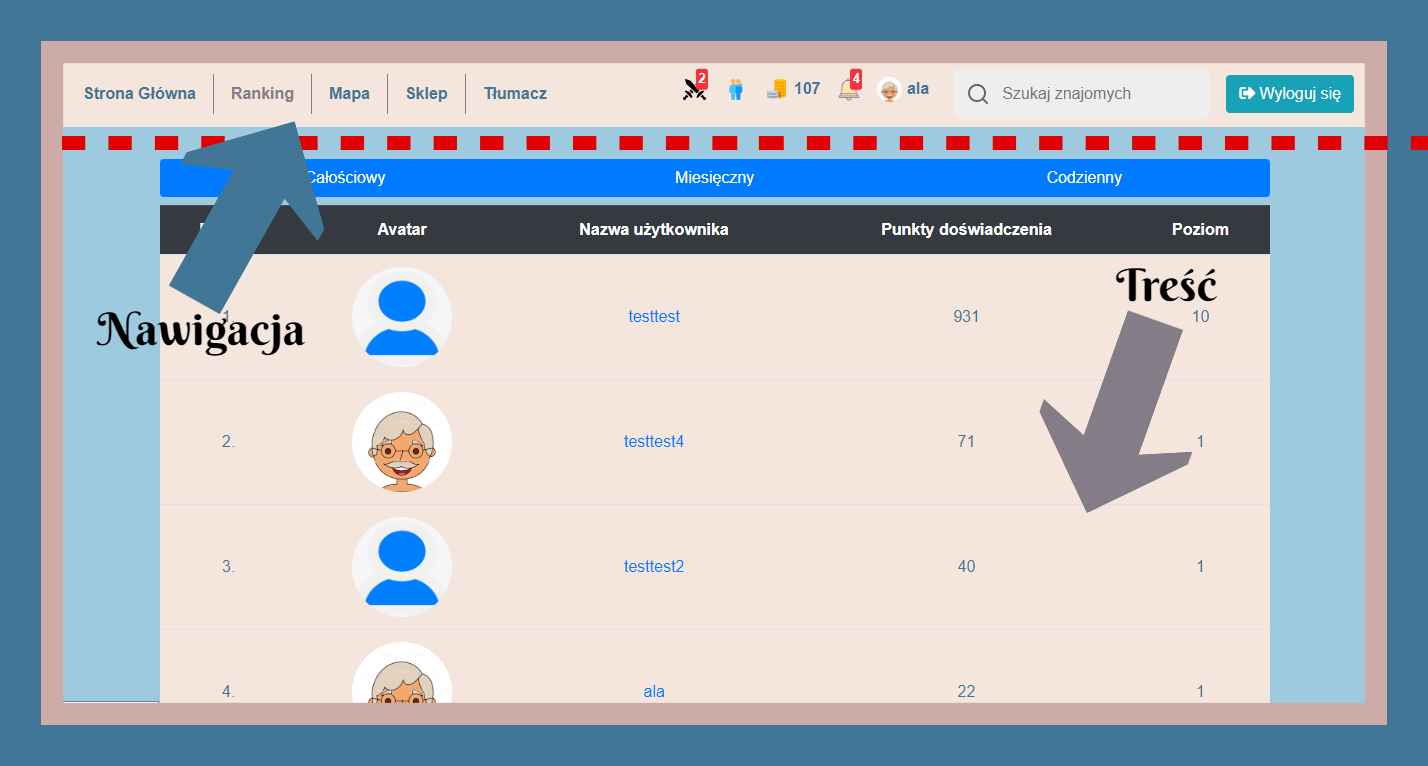 Strona Główna Ranking Mapa Sklep Tłumacz 2 107 4 ala Szukaj znajomych Wyloguj się
Całościowy Miesięczny Codzienny
Avatar Nazwa użytkownika Punkty doświadczenia Poziom
Treść
1. testtest 931 10
Nawigacja
2. testtest4 71 1
3. testtest2 40 1
4. ala 22 1